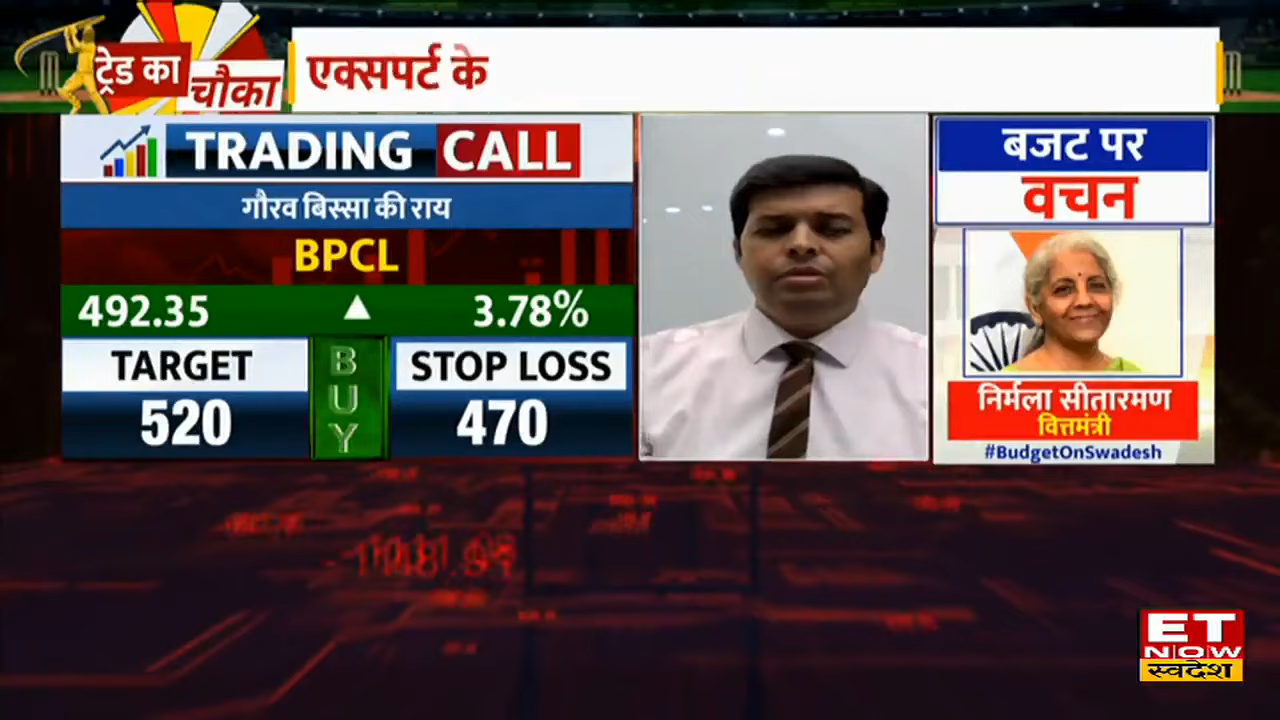 ट्रेड का
चौका
एक्सपर्ट के
TRADING CALL
गौरव बिस्सा की राय
BPCL
492.35 ▲ 3.78%
TARGET
520
BUY
STOP LOSS
470
बजट पर
वचन
निर्मला सीतारमण
वित्तमंत्री
#BudgetOnSwadesh
ET
NOW
स्वदेश